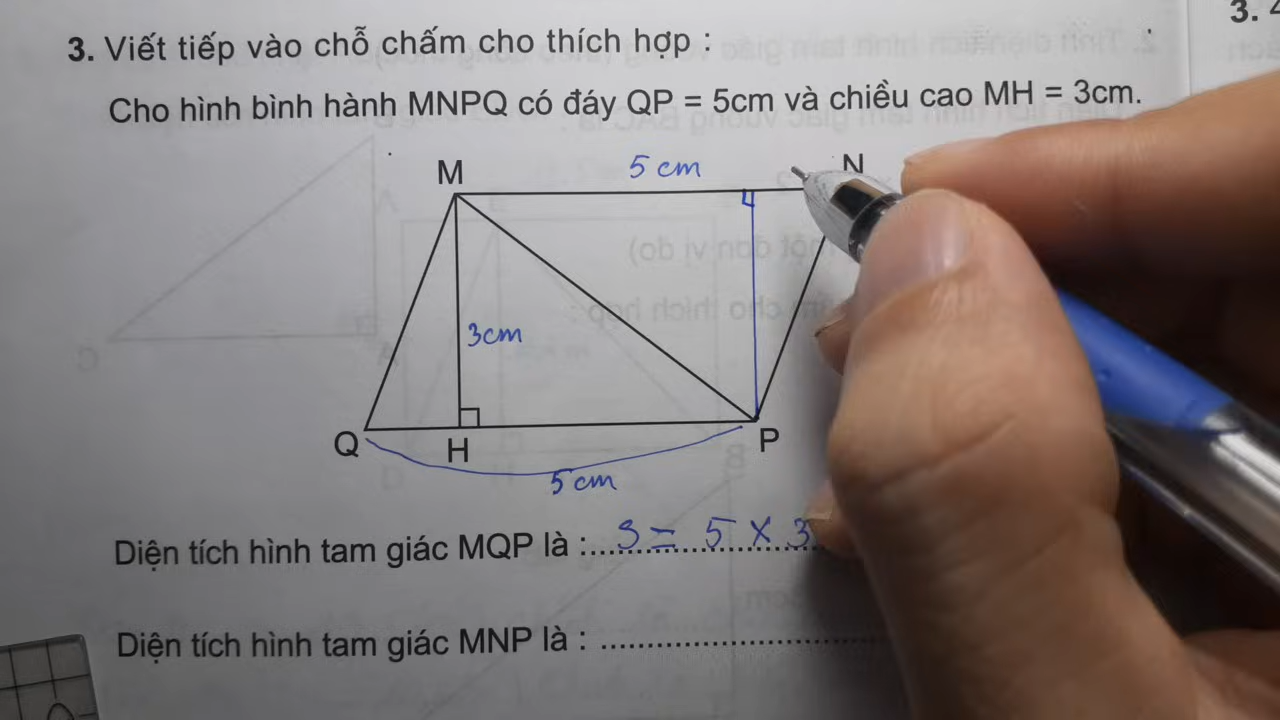 3. Viết tiếp vào chỗ chấm cho thích hợp :
3. 4
Cho hình bình hành MNPQ có đáy QP = 5cm và chiều cao MH = 3cm.
M
5 cm
N
3cm
Q
H
P
5 cm
Diện tích hình tam giác MQP là :..... S = 5 x 3
Diện tích hình tam giác MNP là : ..............................